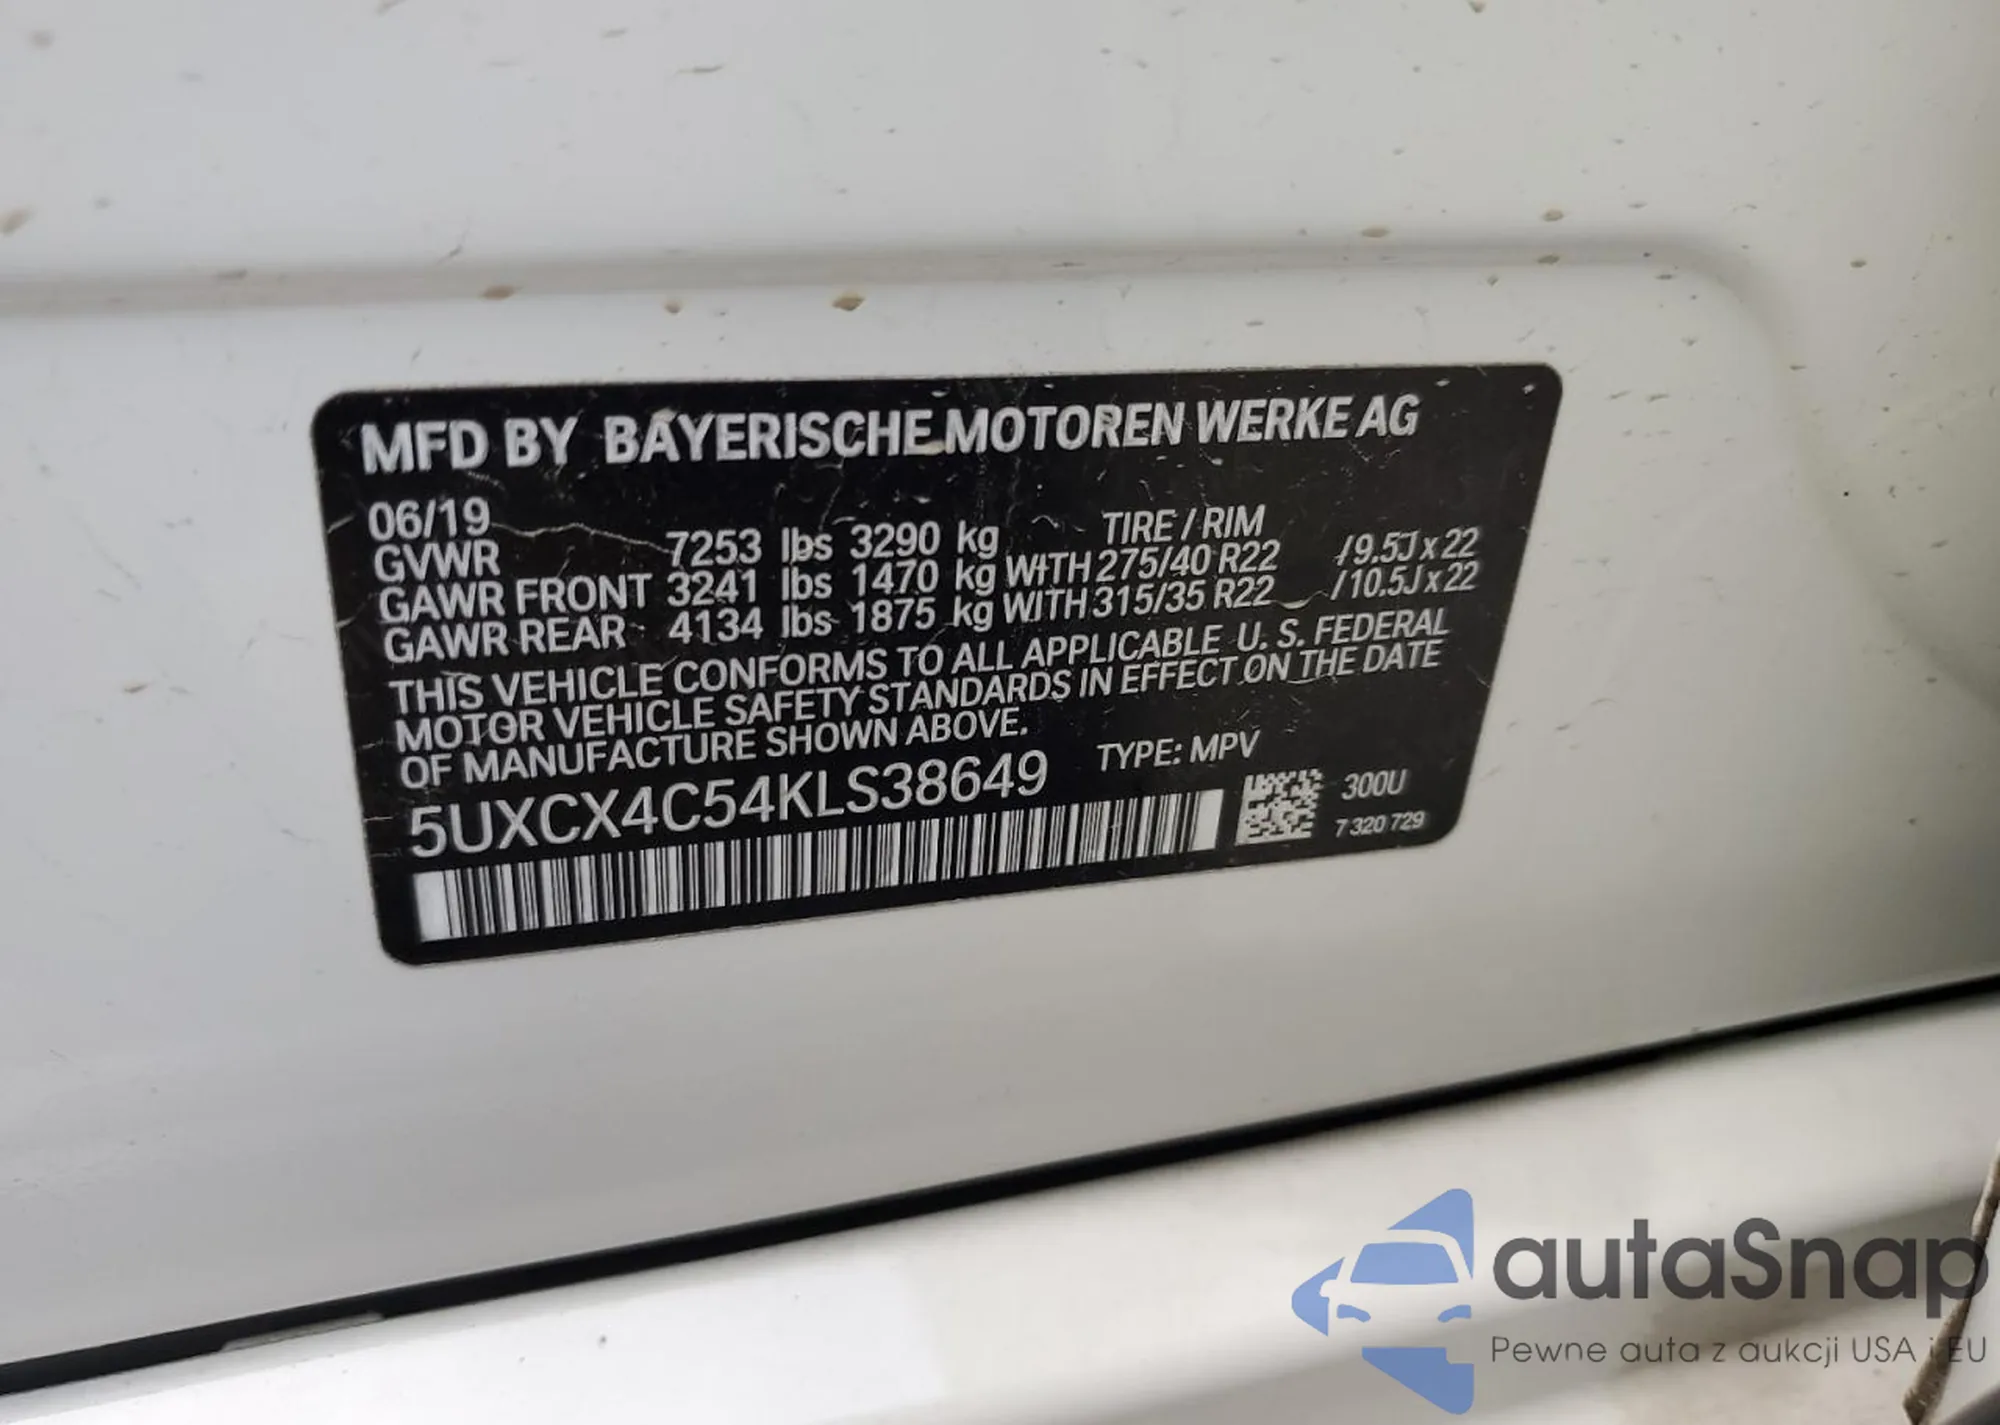 MFD BY BAYERISCHE MOTOREN WERKE AG
06/19 TIRE / RIM
GVWR 7253 lbs 3290 kg
GAWR FRONT 3241 lbs 1470 kg WITH 275/40 R22 /9.5J x 22
GAWR REAR 4134 lbs 1875 kg WITH 315/35 R22 /10.5J x 22
THIS VEHICLE CONFORMS TO ALL APPLICABLE U. S. FEDERAL
MOTOR VEHICLE SAFETY STANDARDS IN EFFECT ON THE DATE
OF MANUFACTURE SHOWN ABOVE.
5UXCX4C54KLS38649 TYPE: MPV
300U
7 320 729
autaSnap
Pewne auta z aukcji USA i EU